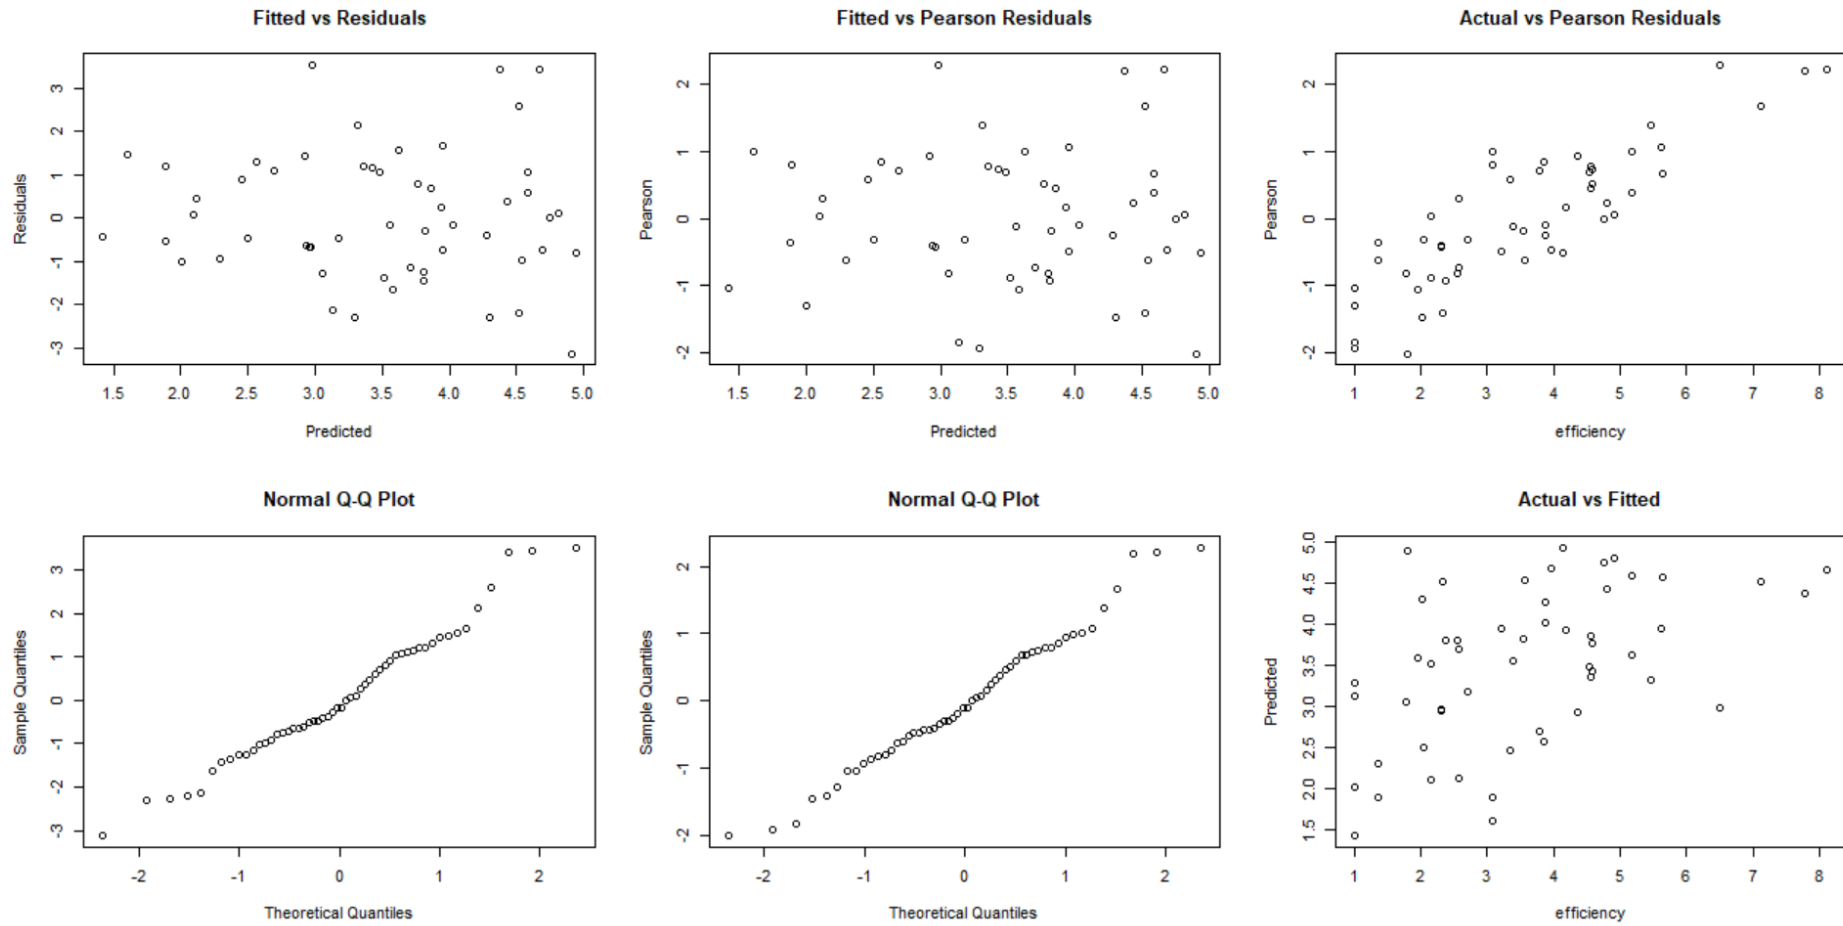 Fitted vs Residuals
Residuals
3
2
1
0
-1
-2
-3
1.5 2.0 2.5 3.0 3.5 4.0 4.5 5.0
Predicted
Fitted vs Pearson Residuals
Pearson
2
1
0
-1
-2
1.5 2.0 2.5 3.0 3.5 4.0 4.5 5.0
Predicted
Actual vs Pearson Residuals
Pearson
2
1
0
-1
-2
1 2 3 4 5 6 7 8
efficiency
Normal Q-Q Plot
Sample Quantiles
3
2
1
0
-1
-2
-3
-2 -1 0 1 2
Theoretical Quantiles
Normal Q-Q Plot
Sample Quantiles
2
1
0
-1
-2
-2 -1 0 1 2
Theoretical Quantiles
Actual vs Fitted
Predicted
5.0
4.5
4.0
3.5
3.0
2.5
2.0
1.5
1 2 3 4 5 6 7 8
efficiency